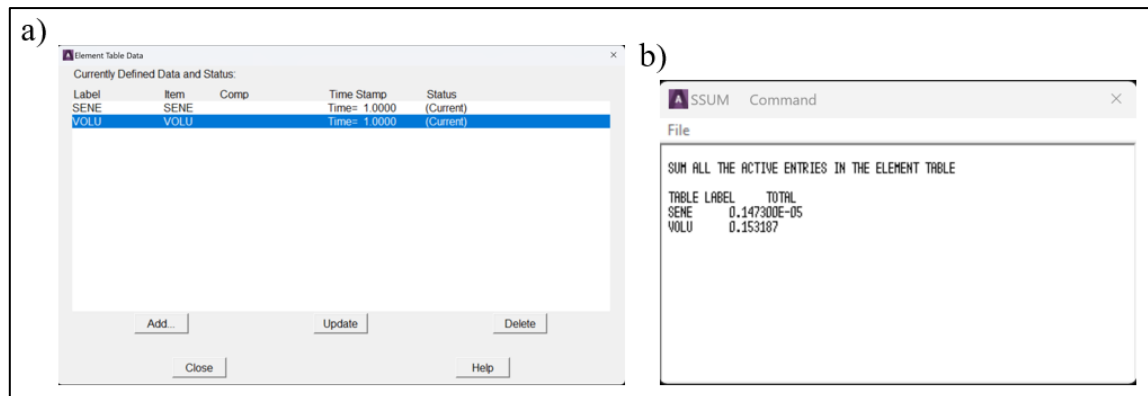 a)
Element Table Data
Currently Defined Data and Status:
Label Item Comp Time Stamp Status
SENE SENE Time= 1.0000 (Current)
VOLU VOLU Time= 1.0000 (Current)
Add... Update Delete
Close Help
b)
SSUM Command
File
SUM ALL THE ACTIVE ENTRIES IN THE ELEMENT TABLE
TABLE LABEL TOTAL
SENE 0.147300E-05
VOLU 0.153187